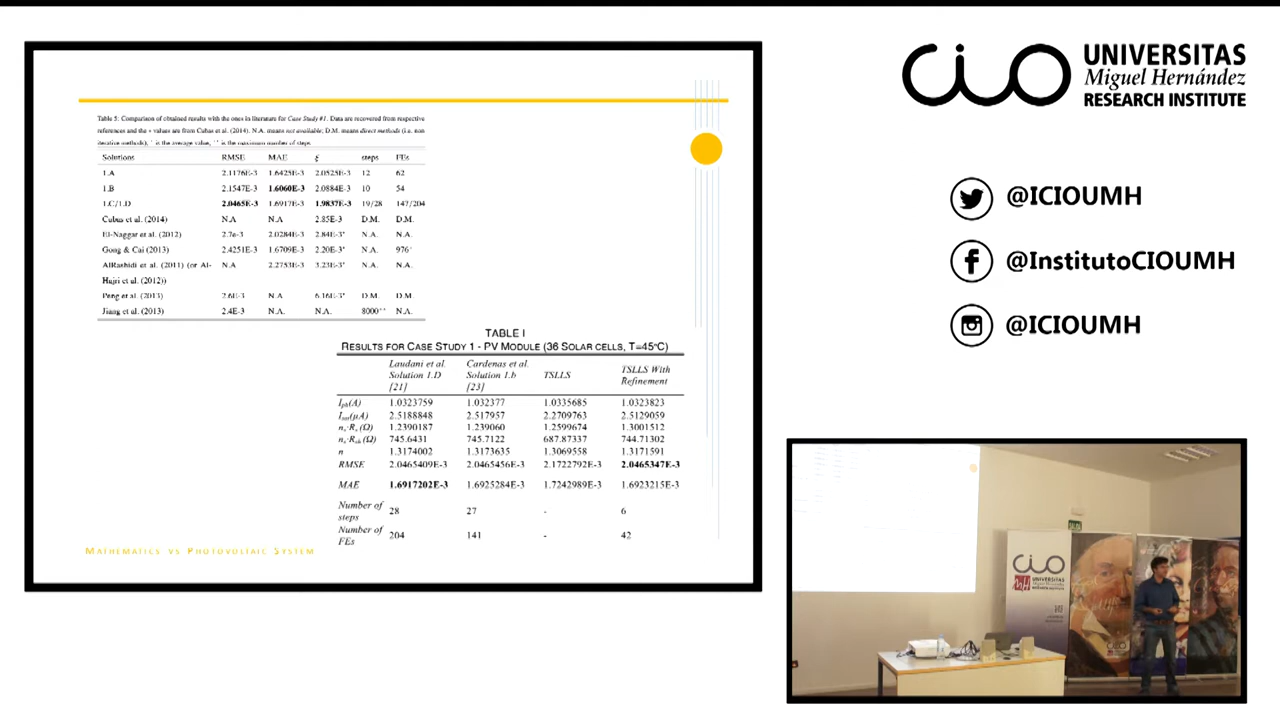 Table 5: Comparison of obtained results with the ones in literature for Case Study #1. Data are recovered from respective
references and the * values are from Cubas et al. (2014). N.A. means not available; D.M. means direct methods (i.e. non
iterative methods), ˙ is the average value, ˙˙ is the maximum number of steps
Solutions RMSE MAE ξ steps FEs
1.A 2.1176E-3 1.6425E-3 2.0525E-3 12 62
1.B 2.1547E-3 1.6060E-3 2.0884E-3 10 54
1.C/1.D 2.0465E-3 1.6917E-3 1.9837E-3 19/28 147/204
Cubas et al. (2014) N.A N.A 2.85E-3 D.M. D.M.
El-Naggar et al. (2012) 2.7e-3 2.0284E-3 2.84E-3* N.A. N.A.
Gong & Cai (2013) 2.4251E-3 1.6709E-3 2.20E-3* N.A. 976˙
AlRashidi et al. (2011) (or Al- N.A 2.2753E-3 3.23E-3* N.A. N.A.
Hajri et al. (2012))
Peng et al. (2013) 2.6E-3 N.A 6.16E-3* D.M. D.M.
Jiang et al. (2013) 2.4E-3 N.A. N.A. 8000˙˙ N.A.
TABLE I
RESULTS FOR CASE STUDY 1 - PV MODULE (36 SOLAR CELLS, T=45°C)
Laudani et al. Solution 1.D [21] Cardenas et al. Solution 1.b [23] TSLLS TSLLS With Refinement
Iph(A) 1.0323759 1.032377 1.0335685 1.0323823
Isat(μA) 2.5188848 2.517957 2.2709763 2.5129059
ns·Rs(Ω) 1.2390187 1.239060 1.2599674 1.3001512
ns·Rsh(Ω) 745.6431 745.7122 687.87337 744.71302
n 1.3174002 1.3173635 1.3069558 1.3171591
RMSE 2.0465409E-3 2.0465456E-3 2.1722792E-3 2.0465347E-3
MAE 1.6917202E-3 1.6925284E-3 1.7242989E-3 1.6923215E-3
Number of steps 28 27 - 6
Number of FEs 204 141 - 42
MATHEMATICS VS PHOTOVOLTAIC SYSTEM
cio UNIVERSITAS
Miguel Hernández
RESEARCH INSTITUTE
@ICIOUMH
@InstitutoCIOUMH
@ICIOUMH
cio
UNIVERSITAS